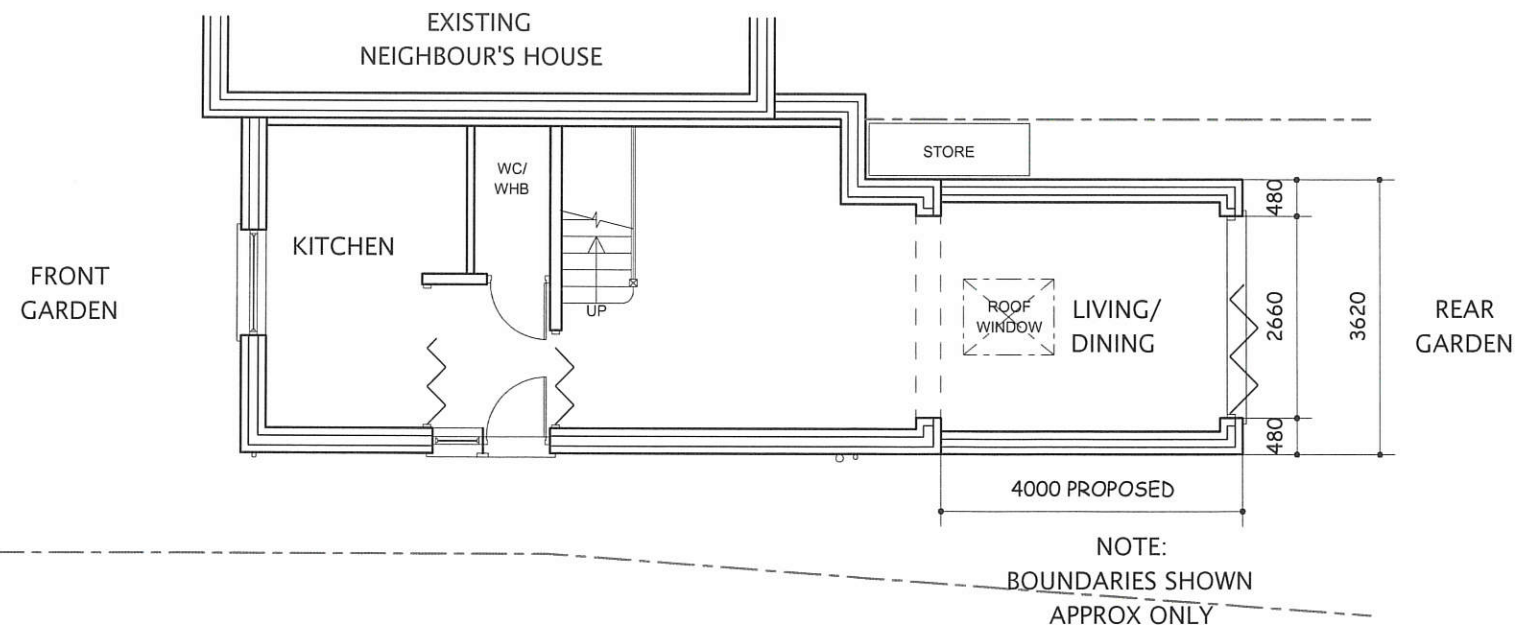 EXISTING
NEIGHBOUR'S HOUSE
STORE
WC/
WHB
KITCHEN
FRONT
GARDEN
UP
ROOF
WINDOW
LIVING/
DINING
480
2660
480
3620
REAR
GARDEN
4000 PROPOSED
NOTE:
BOUNDARIES SHOWN
APPROX ONLY